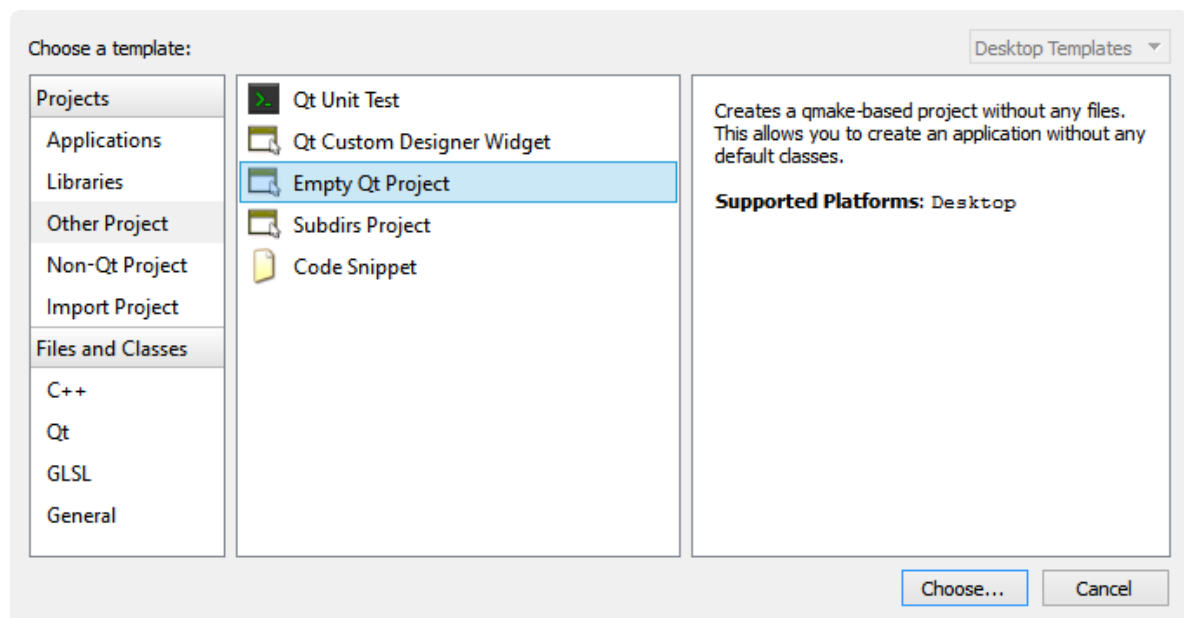 Choose a template:
Desktop Templates
Projects
Applications
Libraries
Other Project
Non-Qt Project
Import Project
Files and Classes
C++
Qt
GLSL
General
Qt Unit Test
Qt Custom Designer Widget
Empty Qt Project
Subdirs Project
Code Snippet
Creates a qmake-based project without any files.
This allows you to create an application without any
default classes.
Supported Platforms: Desktop
Choose...
Cancel